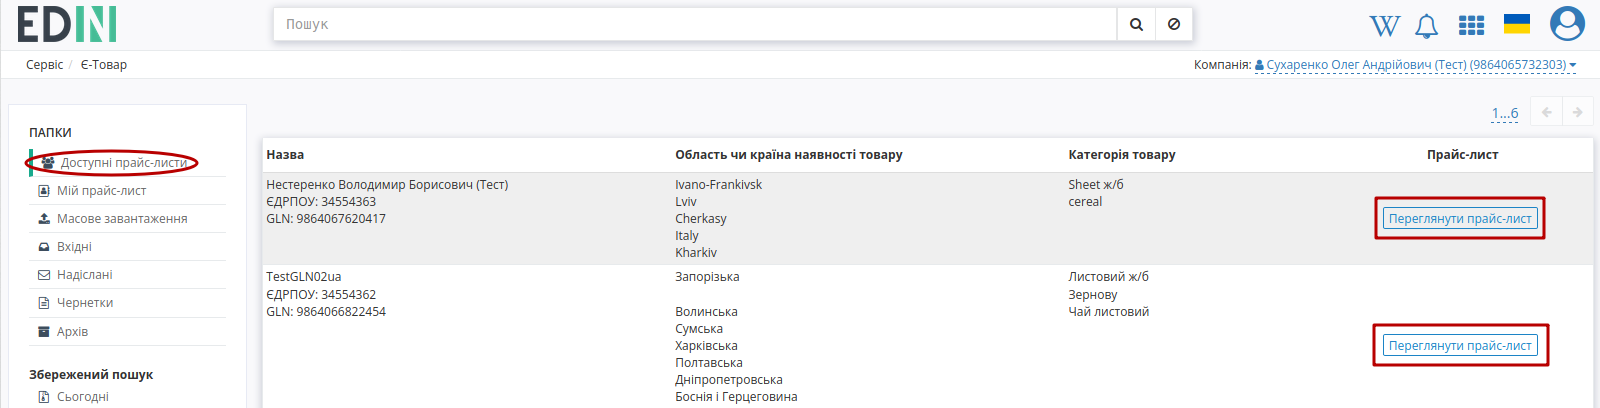 EDIN
Пошук
W
Сервіс / Є-Товар
Компанія: Сухаренко Олег Андрійович (Тест) (9864065732303)
1...6
ПАПКИ
Доступні прайс-листи
Мій прайс-лист
Масове завантаження
Вхідні
Надіслані
Чернетки
Архів
Збережений пошук
Сьогодні
Назва Область чи країна наявності товару Категорія товару Прайс-лист
Нестеренко Володимир Борисович (Тест) Ivano-Frankivsk Sheet ж/б
ЄДРПОУ: 34554363 Lviv cereal
GLN: 9864067620417 Cherkasy Переглянути прайс-лист
Italy
Kharkiv
TestGLN02ua Запорізька Листовий ж/б
ЄДРПОУ: 34554362 Зернову
GLN: 9864066822454 Волинська Чай листовий
Сумська
Харківська Переглянути прайс-лист
Полтавська
Дніпропетровська
Боснія і Герцеговина